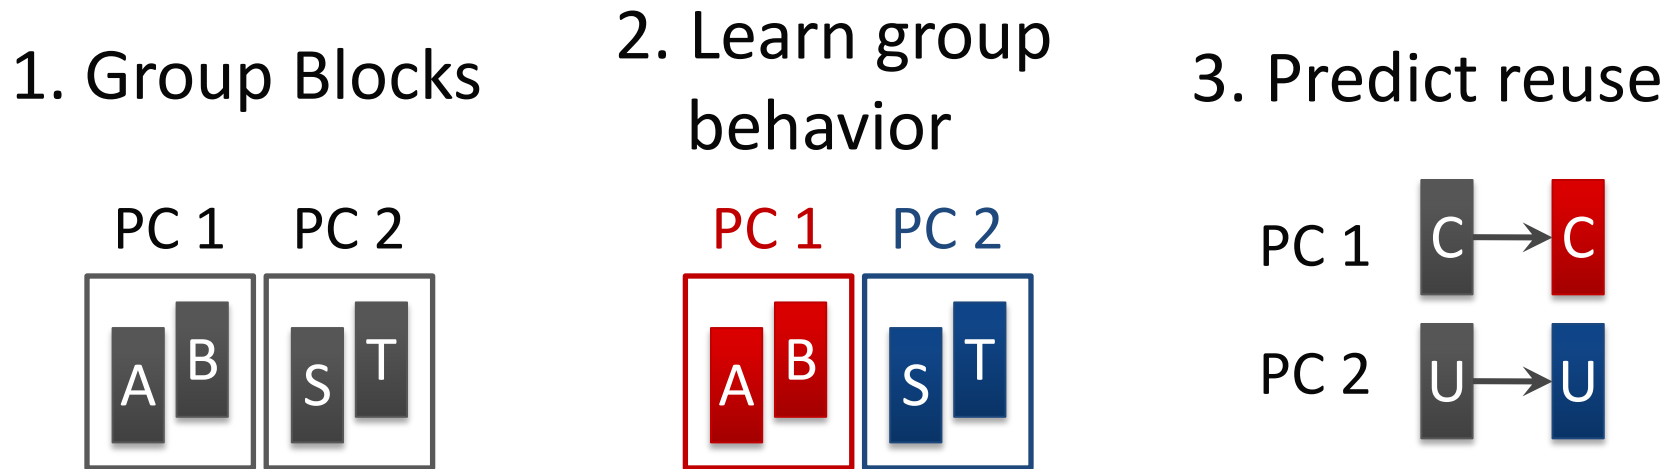 1. Group Blocks
PC 1 PC 2
A B S T
2. Learn group
behavior
PC 1 PC 2
A B S T
3. Predict reuse
PC 1 C C
PC 2 U U